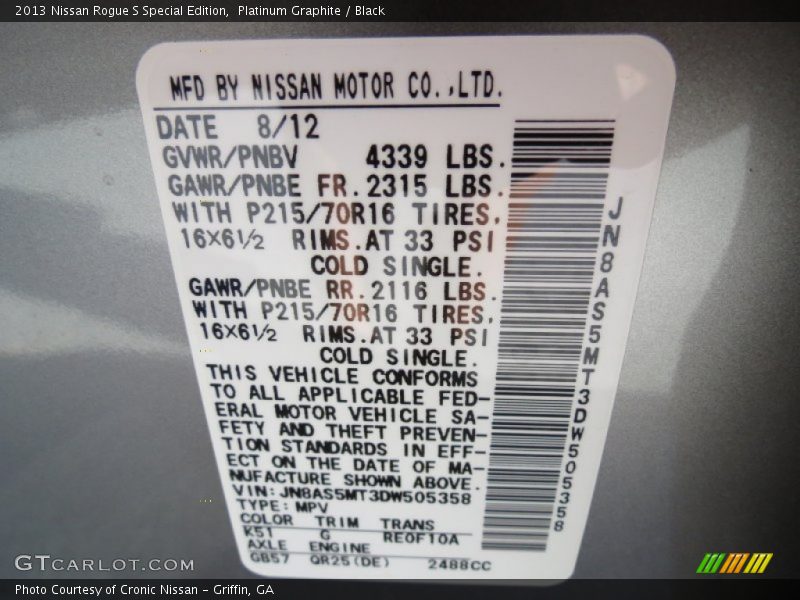 2013 Nissan Rogue S Special Edition,  Platinum Graphite / Black
MFD BY NISSAN MOTOR CO.,LTD.
DATE 8/12
GVWR/PNBV 4339 LBS.
GAWR/PNBE FR. 2315 LBS.
WITH P215/70R16 TIRES.
16X6½ RIMS. AT 33 PSI
COLD SINGLE.
GAWR/PNBE RR. 2116 LBS.
WITH P215/70R16 TIRES.
16X6½ RIMS. AT 33 PSI
COLD SINGLE.
THIS VEHICLE CONFORMS
TO ALL APPLICABLE FED-
ERAL MOTOR VEHICLE SA-
FETY AND THEFT PREVEN-
TION STANDARDS IN EFF-
ECT ON THE DATE OF MA-
NUFACTURE SHOWN ABOVE.
VIN: JN8AS5MT3DW505358
TYPE: MPV
COLOR TRIM TRANS
K51 G RE0F10A
AXLE ENGINE
GB57 QR25(DE) 2488CC
JN8AS5MT3DW505358
GTCARLOT.COM
Photo Courtesy of Cronic Nissan - Griffin, GA